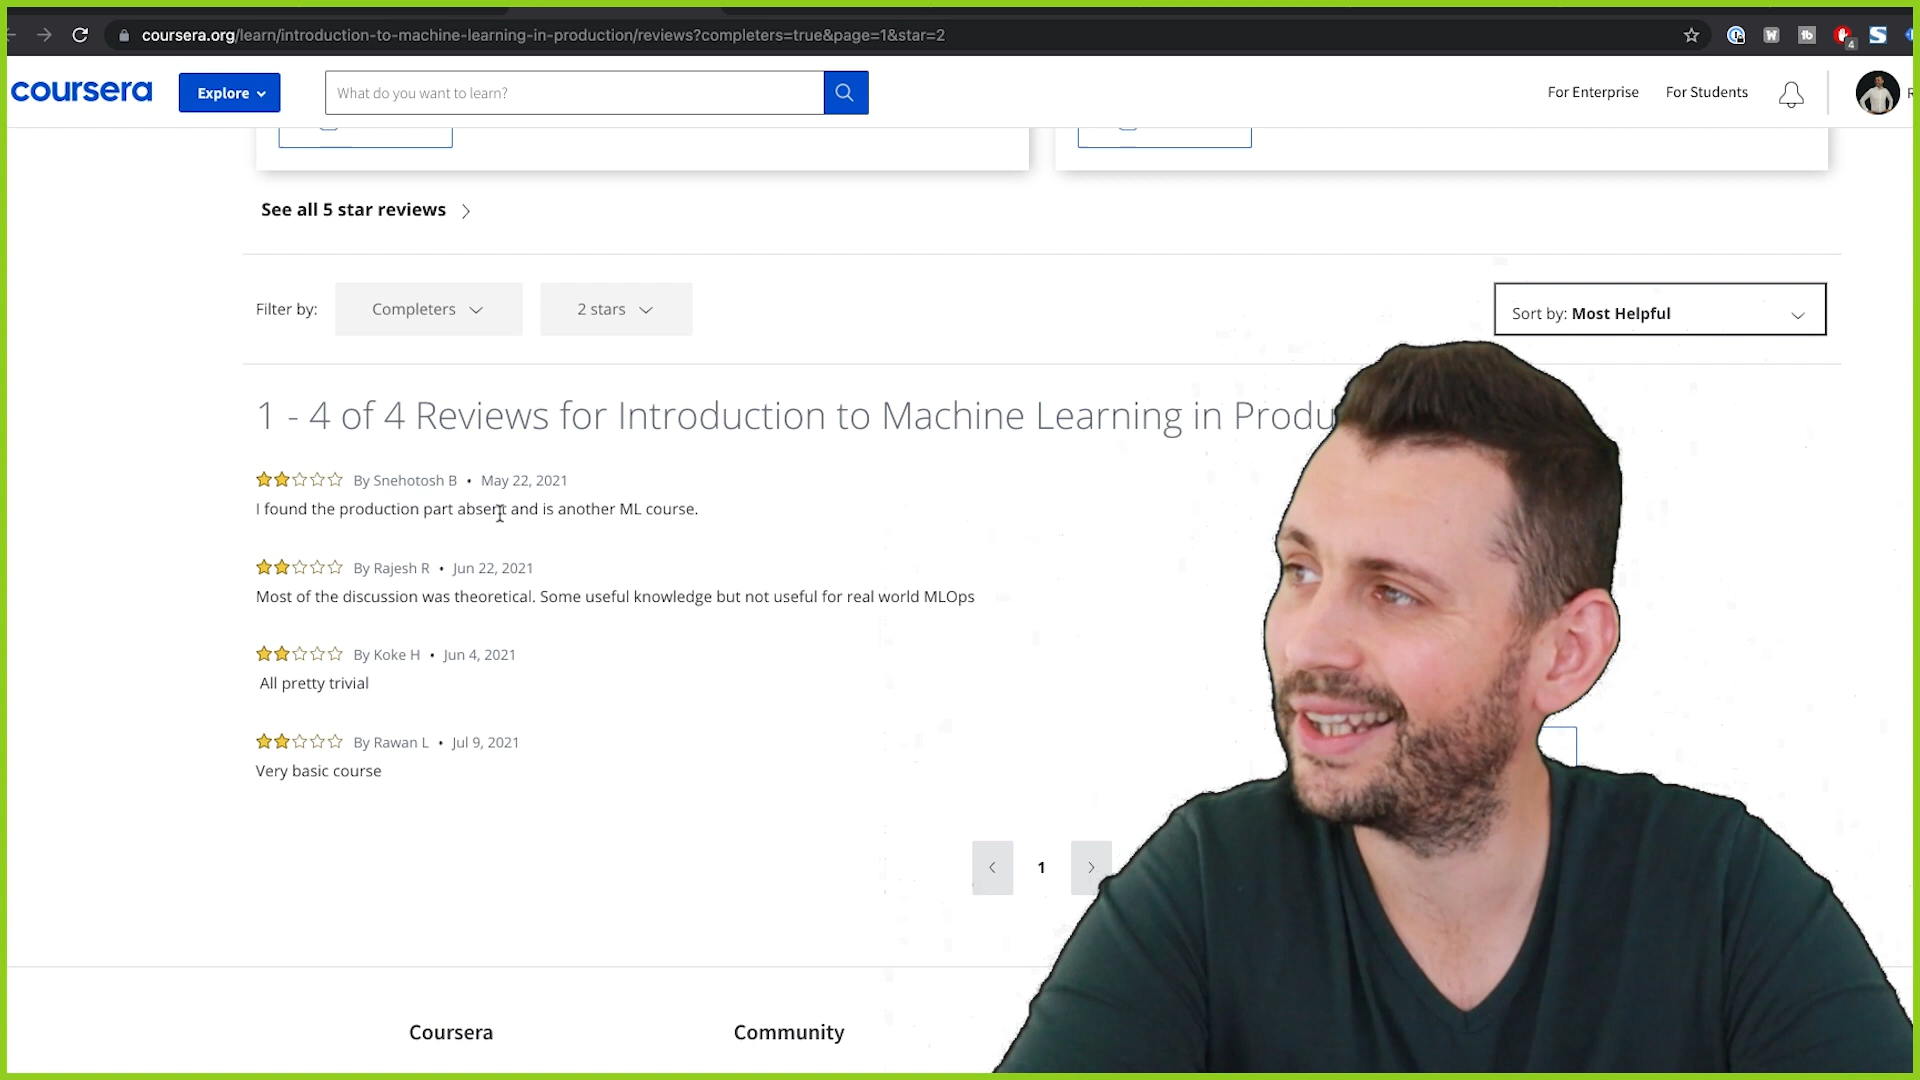 coursera.org/learn/introduction-to-machine-learning-in-production/reviews?completers=true&page=1&star=2
4
coursera
Explore
What do you want to learn?
For Enterprise
For Students
See all 5 star reviews
Filter by:
Completers
2 stars
Sort by: Most Helpful
1 - 4 of 4 Reviews for Introduction to Machine Learning in Produ
By Snehotosh B • May 22, 2021
I found the production part absent and is another ML course.
By Rajesh R • Jun 22, 2021
Most of the discussion was theoretical. Some useful knowledge but not useful for real world MLOps
By Koke H • Jun 4, 2021
All pretty trivial
By Rawan L • Jul 9, 2021
Very basic course
1
Coursera
Community